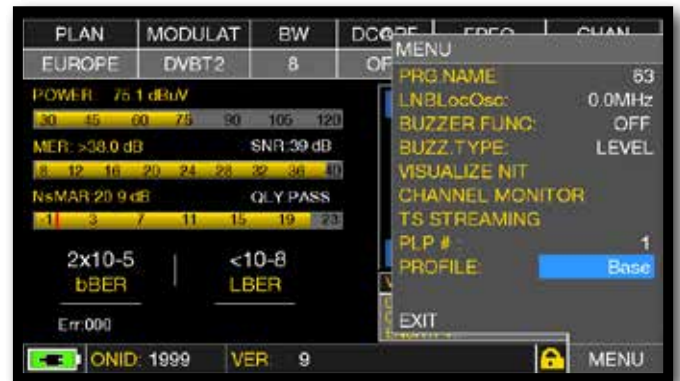 PLAN MODULAT BW
EUROPE DVBT2 8
POWER: 75.1 dBuV
30 45 60 75 90 105 120
MER: >38.0 dB SNR:39 dB
8 12 16 20 24 28 32 36 40
NsMAR:20.9 dB QLY:PASS
-1 3 7 11 15 19 23
2x10-5 <10-8
bBER LBER
Err:000
ONID: 1999 VER 9
MENU
PRG NAME 63
LNBLocOsc: 0.0MHz
BUZZER FUNC: OFF
BUZZ.TYPE: LEVEL
VISUALIZE NIT
CHANNEL MONITOR
TS STREAMING
PLP # : 1
PROFILE: Base
EXIT
MENU